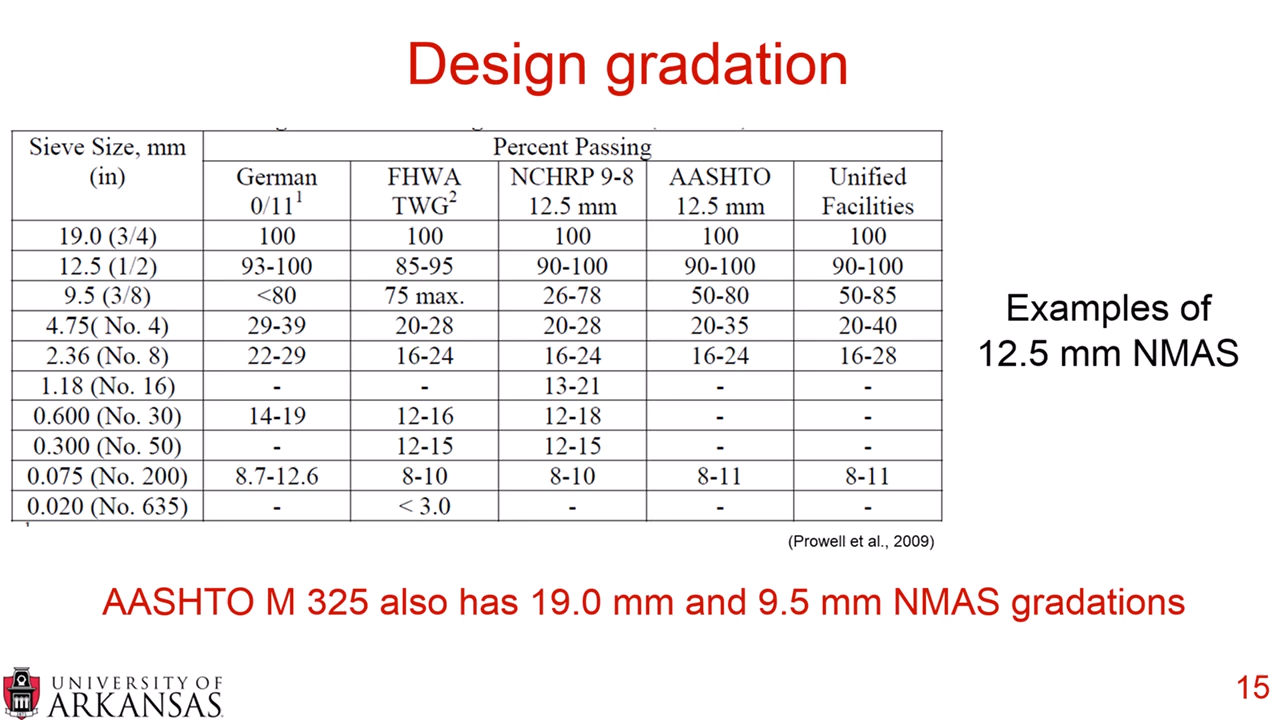 Design gradation
Sieve Size, mm (in) Percent Passing
German 0/11¹ FHWA TWG² NCHRP 9-8 12.5 mm AASHTO 12.5 mm Unified Facilities
19.0 (3/4) 100 100 100 100 100
12.5 (1/2) 93-100 85-95 90-100 90-100 90-100
9.5 (3/8) <80 75 max. 26-78 50-80 50-85
4.75( No. 4) 29-39 20-28 20-28 20-35 20-40
2.36 (No. 8) 22-29 16-24 16-24 16-24 16-28
1.18 (No. 16) - - 13-21 - -
0.600 (No. 30) 14-19 12-16 12-18 - -
0.300 (No. 50) - 12-15 12-15 - -
0.075 (No. 200) 8.7-12.6 8-10 8-10 8-11 8-11
0.020 (No. 635) - < 3.0 - - -
(Prowell et al., 2009)
Examples of
12.5 mm NMAS
AASHTO M 325 also has 19.0 mm and 9.5 mm NMAS gradations
UNIVERSITY OF
ARKANSAS
15